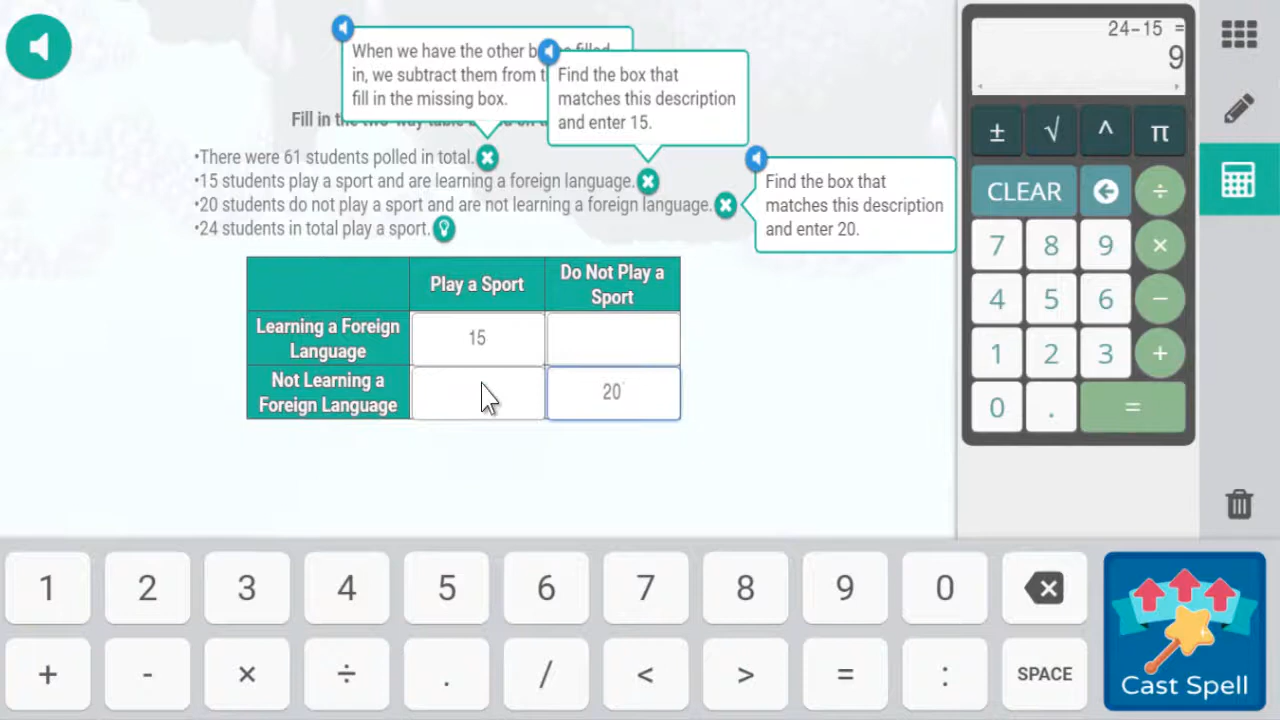 When we have the other b filled
in, we subtract them from t
fill in the missing box.
Find the box that
matches this description
and enter 15.
Fill in the two-way table based on
•There were 61 students polled in total.
•15 students play a sport and are learning a foreign language.
•20 students do not play a sport and are not learning a foreign language.
•24 students in total play a sport.
Find the box that
matches this description
and enter 20.
Play a Sport
Do Not Play a
Sport
Learning a Foreign
Language
15
Not Learning a
Foreign Language
20
24-15 =
9
± √ ^ π
CLEAR ÷
7 8 9 ×
4 5 6 −
1 2 3 +
0 . =
1 2 3 4 5 6 7 8 9 0
+ - × ÷ . / < > = : SPACE
Cast Spell